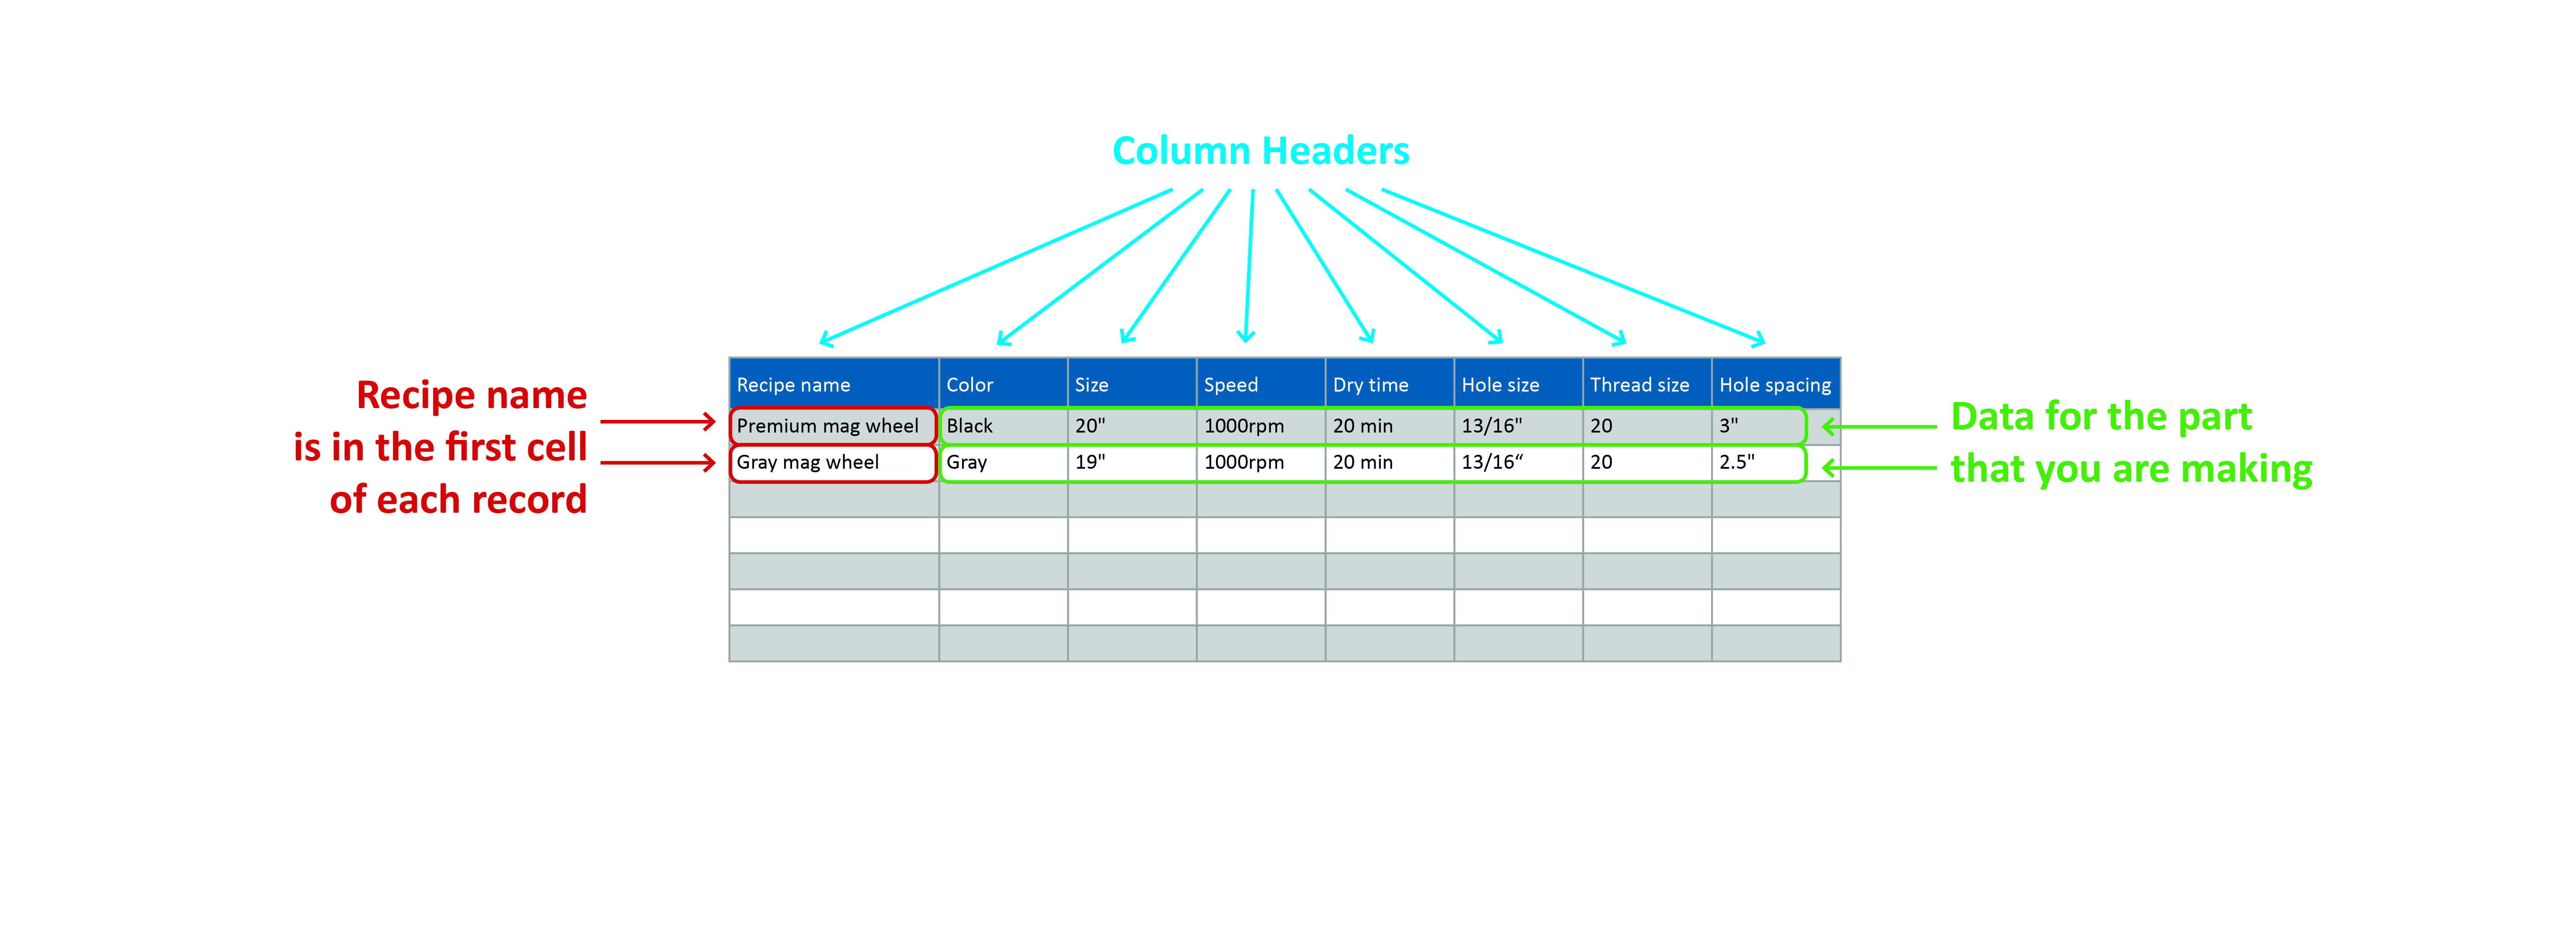 Column Headers
Recipe name
is in the first cell
of each record
Recipe name Color Size Speed Dry time Hole size Thread size Hole spacing
Premium mag wheel Black 20" 1000rpm 20 min 13/16" 20 3"
Gray mag wheel Gray 19" 1000rpm 20 min 13/16“ 20 2.5"
Data for the part
that you are making